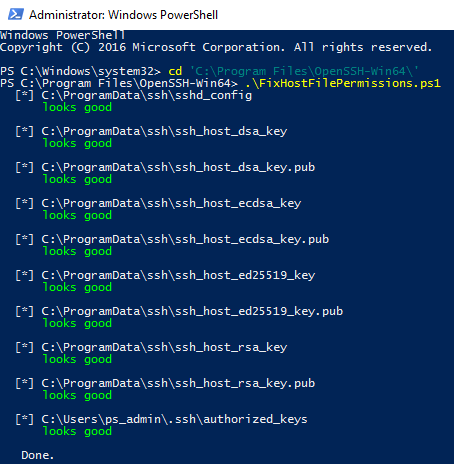 Administrator: Windows PowerShell
Windows PowerShell
Copyright (C) 2016 Microsoft Corporation. All rights reserved.
PS C:\Windows\system32> cd 'C:\Program Files\OpenSSH-Win64\'
PS C:\Program Files\OpenSSH-Win64> .\FixHostFilePermissions.ps1
[*] C:\ProgramData\ssh\sshd_config
looks good
[*] C:\ProgramData\ssh\ssh_host_dsa_key
looks good
[*] C:\ProgramData\ssh\ssh_host_dsa_key.pub
looks good
[*] C:\ProgramData\ssh\ssh_host_ecdsa_key
looks good
[*] C:\ProgramData\ssh\ssh_host_ecdsa_key.pub
looks good
[*] C:\ProgramData\ssh\ssh_host_ed25519_key
looks good
[*] C:\ProgramData\ssh\ssh_host_ed25519_key.pub
looks good
[*] C:\ProgramData\ssh\ssh_host_rsa_key
looks good
[*] C:\ProgramData\ssh\ssh_host_rsa_key.pub
looks good
[*] C:\Users\ps_admin\.ssh\authorized_keys
looks good
Done.